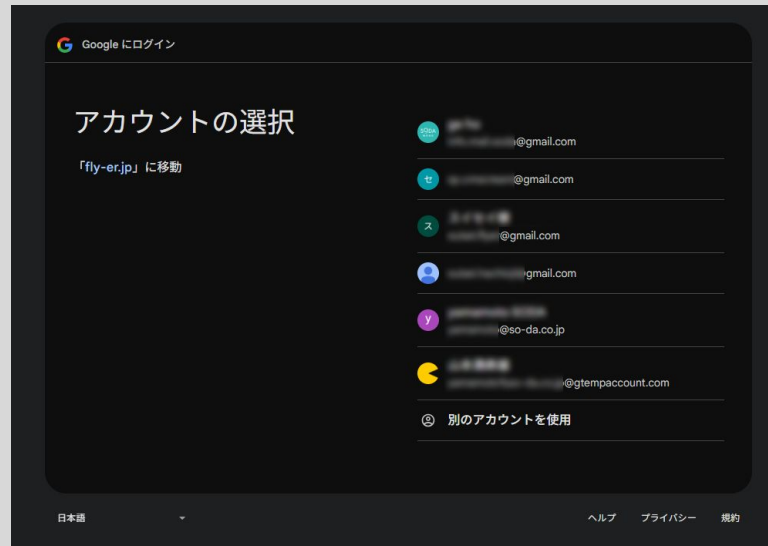 Google にログイン
アカウントの選択
「fly-er.jp」に移動
SODA
@gmail.com
セ
@gmail.com
ス
@gmail.com
gmail.com
y
@so-da.co.jp
@gtempaccount.com
別のアカウントを使用
日本語
ヘルプ プライバシー 規約